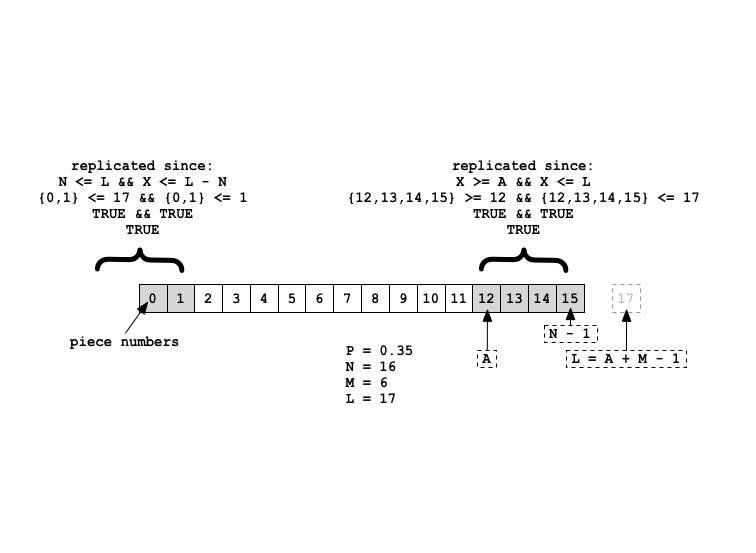 replicated since:
N <= L && X <= L - N
{0,1} <= 17 && {0,1} <= 1
TRUE && TRUE
TRUE
replicated since:
X >= A && X <= L
{12,13,14,15} >= 12 && {12,13,14,15} <= 17
TRUE && TRUE
TRUE
0 1 2 3 4 5 6 7 8 9 10 11 12 13 14 15 17
piece numbers
N - 1
A
L = A + M - 1
P = 0.35
N = 16
M = 6
L = 17